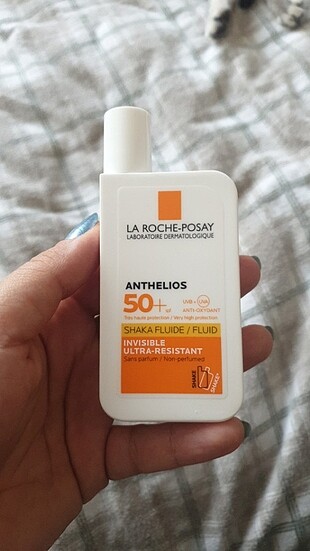 LA ROCHE-POSAY
LABORATOIRE DERMATOLOGIQUE
ANTHELIOS
50+
UVB + UVA
ANTI-OXYDANT
Très haute protection / Very high protection
SHAKA FLUIDE / FLUID
INVISIBLE
ULTRA-RESISTANT
Sans parfum / Non-perfumed
SHAKE
SHAKE